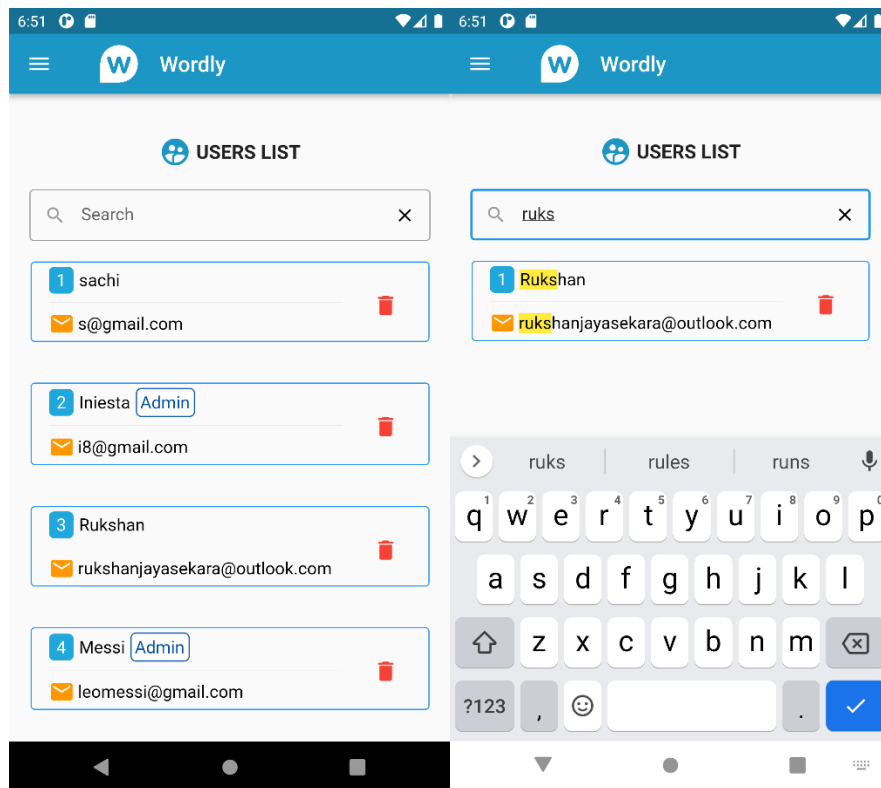 6:51
W Wordly
USERS LIST
Search
1 sachi
s@gmail.com
2 Iniesta Admin
i8@gmail.com
3 Rukshan
rukshanjayasekara@outlook.com
4 Messi Admin
leomessi@gmail.com
6:51
W Wordly
USERS LIST
ruks
1 Rukshan
rukshanjayasekara@outlook.com
ruks rules runs
1 2 3 4 5 6 7 8 9 0
q w e r t y u i o p
a s d f g h j k l
z x c v b n m
?123 , .